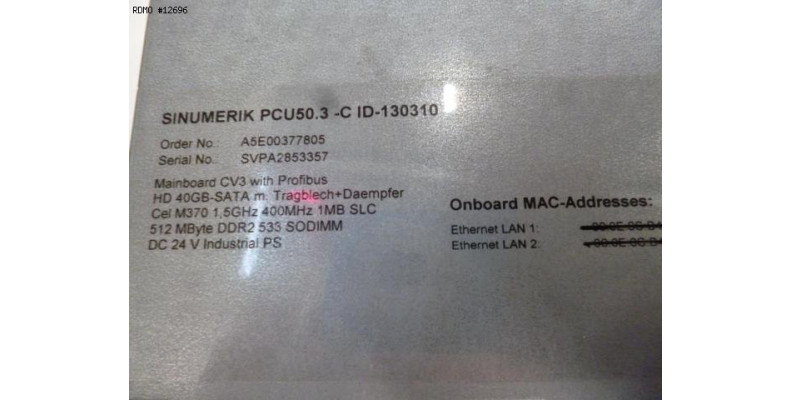 RDMO #12696
SINUMERIK PCU50.3 -C ID-130310
Order No. A5E00377805
Serial No. SVPA2853357
Mainboard CV3 with Profibus
HD 40GB-SATA m. Tragblech+Daempfer
Cel M370 1,5GHz 400MHz 1MB SLC
512 MByte DDR2 533 SODIMM
DC 24 V Industrial PS
Onboard MAC-Addresses:
Ethernet LAN 1:
Ethernet LAN 2: